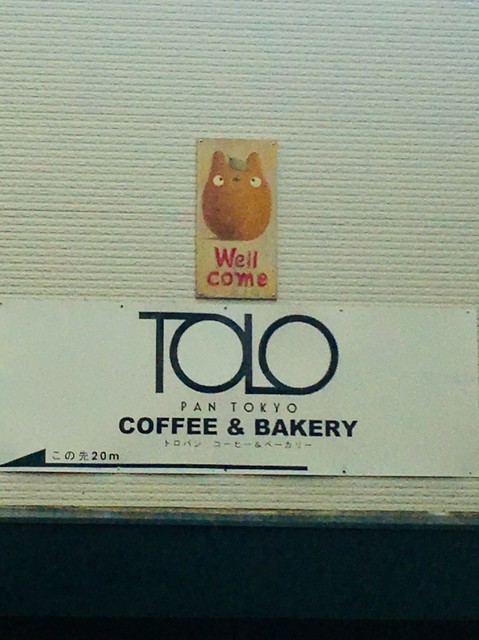 Well
come
TOLO
PAN TOKYO
COFFEE & BAKERY
トロパン コーヒー&ベーカリー
この先20m